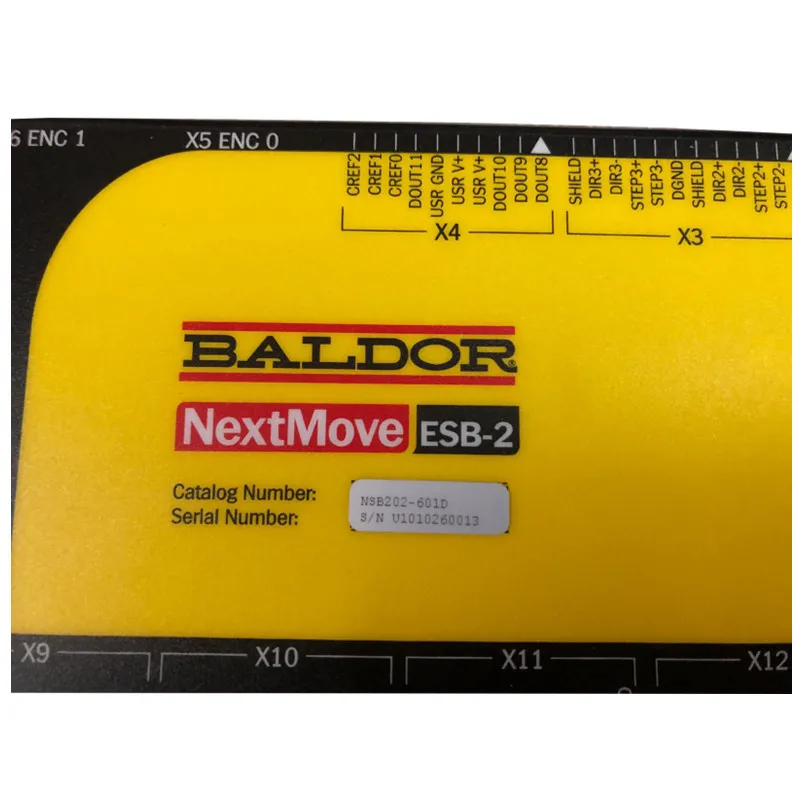 6 ENC 1
X5 ENC 0
CREF2
CREF1
CREF0
DOUT11
USR GND
USR V+
USR V+
DOUT10
DOUT9
DOUT8
SHIELD
DIR3+
DIR3-
STEP3+
STEP3-
DGND
SHIELD
DIR2+
DIR2-
STEP2+
STEP2-
X4
X3
BALDOR®
NextMove ESB-2
Catalog Number: NSB202-601D
Serial Number: S/N U1010260013
X9
X10
X11
X12